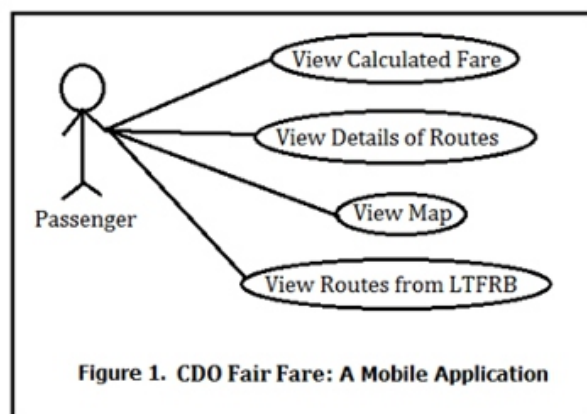 View Calculated Fare
View Details of Routes
Passenger
View Map
View Routes from LTFRB
Figure 1. CDO Fair Fare: A Mobile Application